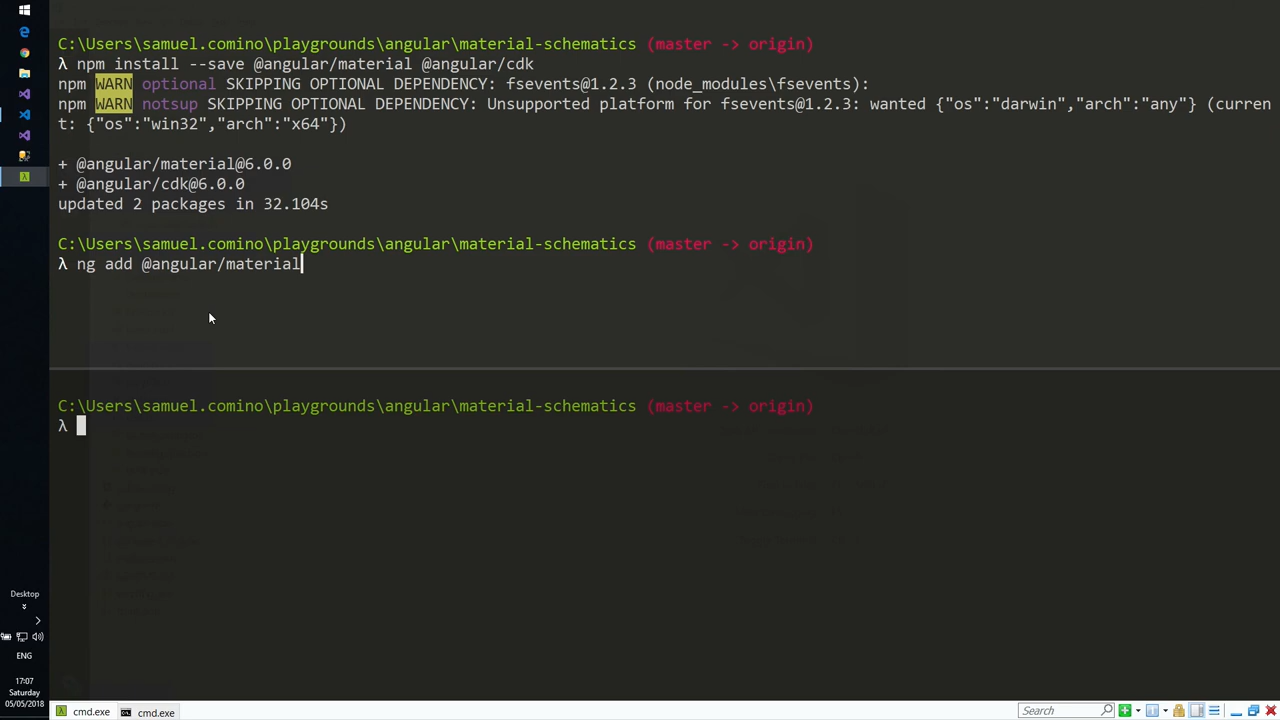 C:\Users\samuel.comino\playgrounds\angular\material-schematics (master -> origin)
λ npm install --save @angular/material @angular/cdk
npm WARN optional SKIPPING OPTIONAL DEPENDENCY: fsevents@1.2.3 (node_modules\fsevents):
npm WARN notsup SKIPPING OPTIONAL DEPENDENCY: Unsupported platform for fsevents@1.2.3: wanted {"os":"darwin","arch":"any"} (curren
t: {"os":"win32","arch":"x64"})
+ @angular/material@6.0.0
+ @angular/cdk@6.0.0
updated 2 packages in 32.104s
C:\Users\samuel.comino\playgrounds\angular\material-schematics (master -> origin)
λ ng add @angular/material
C:\Users\samuel.comino\playgrounds\angular\material-schematics (master -> origin)
λ
Desktop
ENG
17:07
Saturday
05/05/2018
cmd.exe
cmd.exe
Search